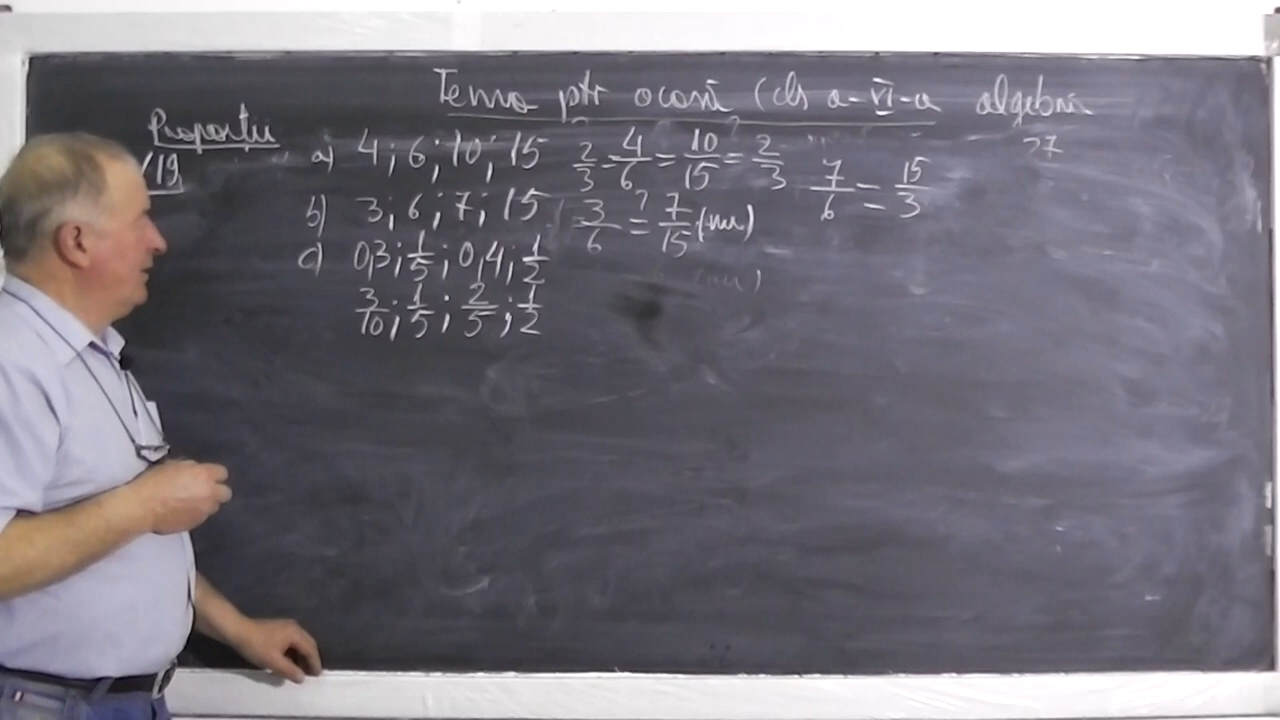 Tema ptr acasă (cls a-VI-a algebră
Proporții
27
/19
a) 4; 6; 10; 15 2/3 = 4/6 = 10/15 = 2/3
b) 3; 6; 7; 15 3/6 ?= 7/15 (nu) 7/6 = 15/3
c) 0,3; 1/5; 0,4; 1/2
3/10; 1/5; 2/5; 1/2